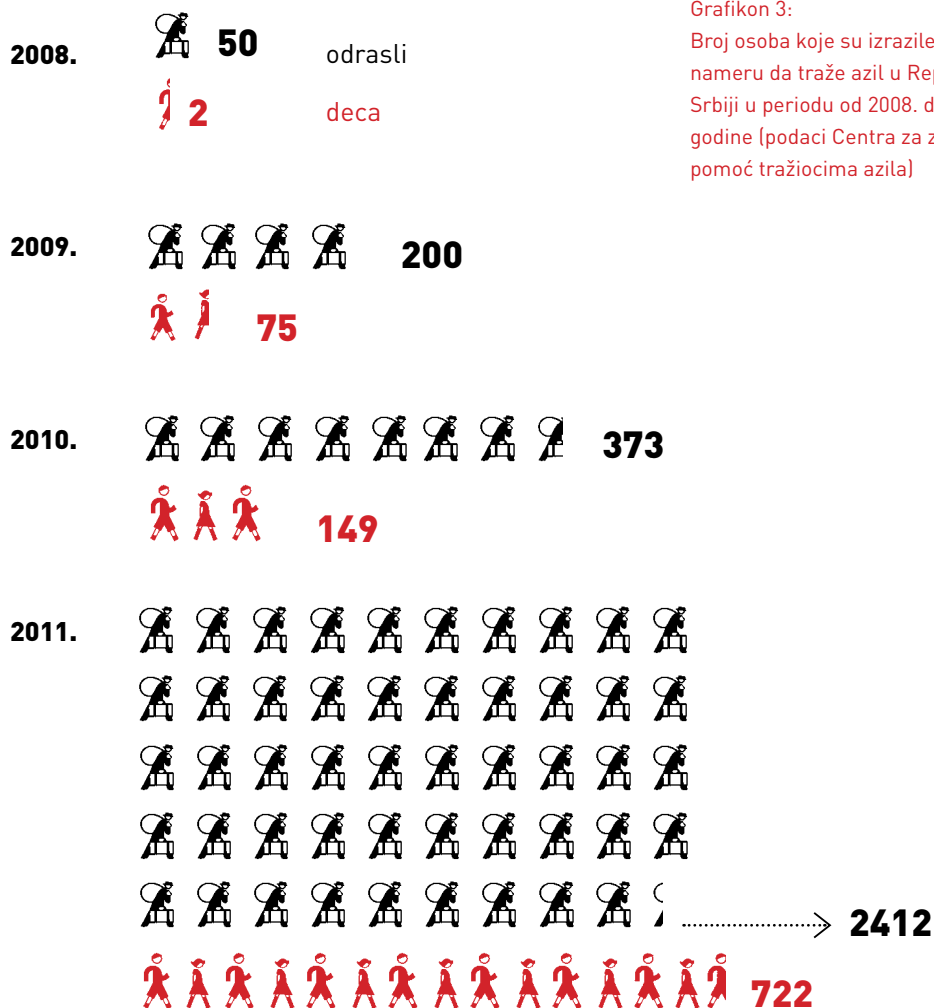 2008.
50
odrasli
2
deca
Grafikon 3:
Broj osoba koje su izrazile
nameru da traže azil u
Srbiji u periodu od 2008.
godine (podaci Centra za
pomoć tražiocima azila)
2009.
200
75
2010.
373
149
2011.
2412
722